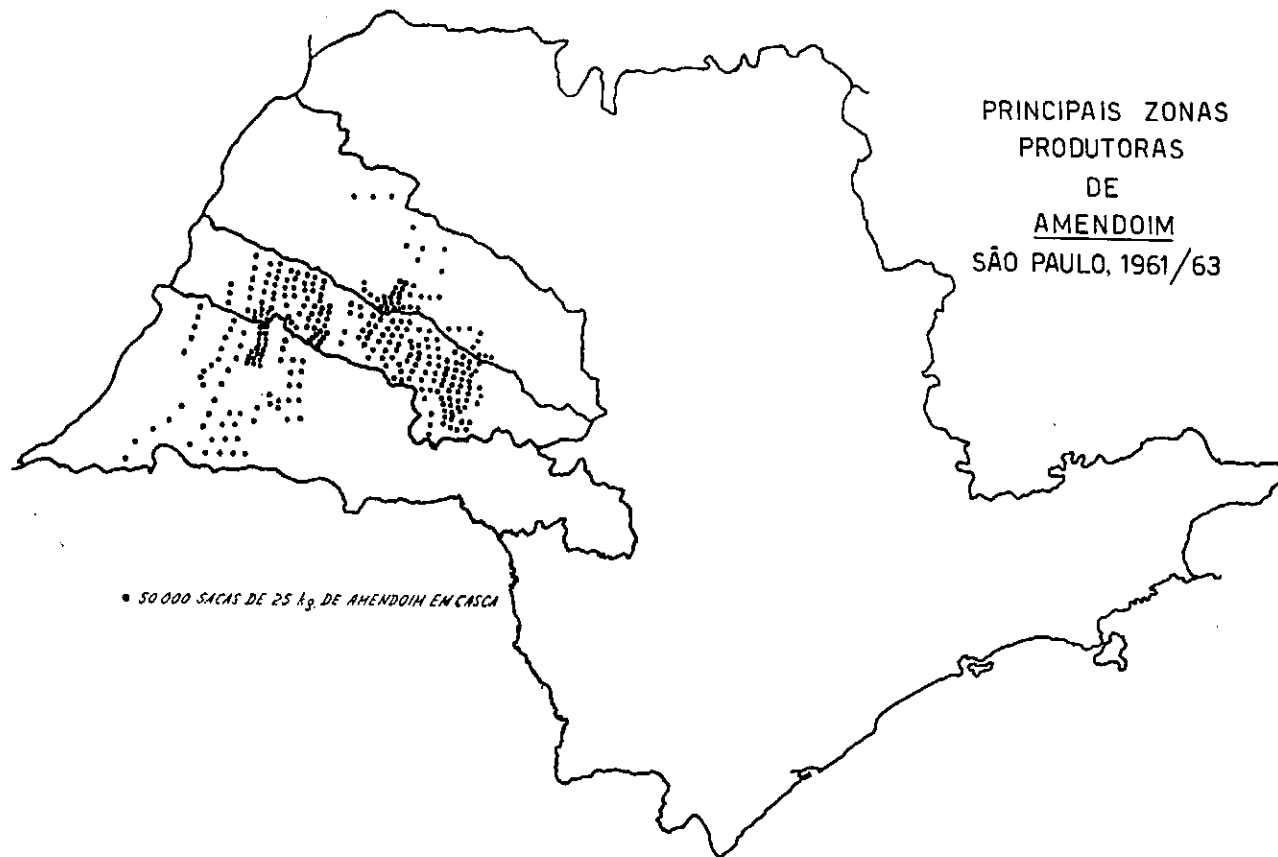 PRINCIPAIS ZONAS
PRODUTORAS
DE
AMENDOIM
SÃO PAULO, 1961/63
• 50 000 SACAS DE 25 kg. DE AMENDOIM EM CASCA